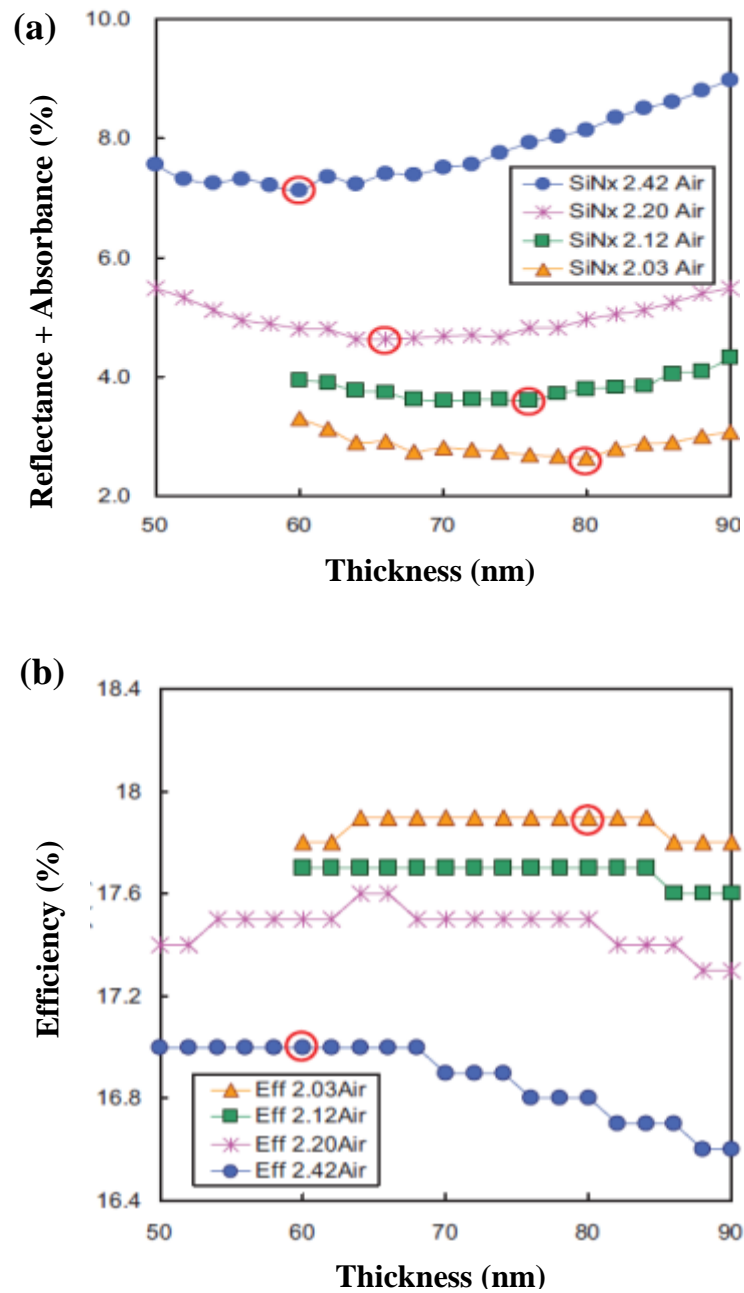 (a)
Reflectance + Absorbance (%)
10.0
8.0
6.0
4.0
2.0
SiNx 2.42 Air
SiNx 2.20 Air
SiNx 2.12 Air
SiNx 2.03 Air
50 60 70 80 90
Thickness (nm)
(b)
Efficiency (%)
18.4
18
17.6
17.2
16.8
16.4
Eff 2.03Air
Eff 2.12Air
Eff 2.20Air
Eff 2.42Air
50 60 70 80 90
Thickness (nm)